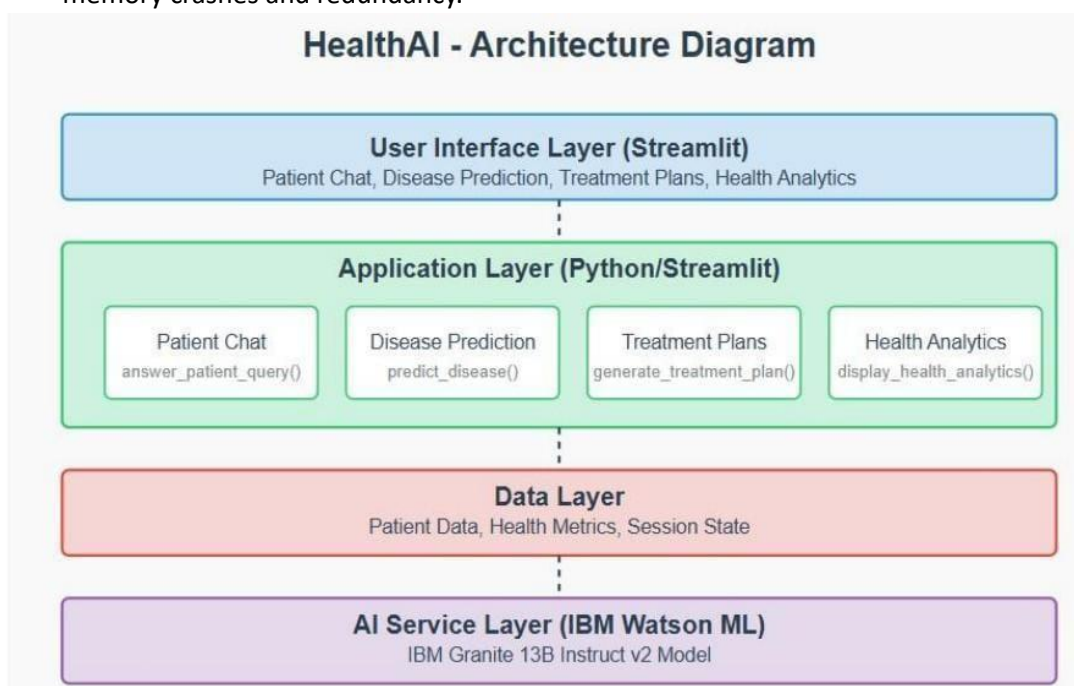 memory crashes and redundancy.
HealthAI - Architecture Diagram
User Interface Layer (Streamlit)
Patient Chat, Disease Prediction, Treatment Plans, Health Analytics
Application Layer (Python/Streamlit)
Patient Chat
answer_patient_query()
Disease Prediction
predict_disease()
Treatment Plans
generate_treatment_plan()
Health Analytics
display_health_analytics()
Data Layer
Patient Data, Health Metrics, Session State
AI Service Layer (IBM Watson ML)
IBM Granite 13B Instruct v2 Model